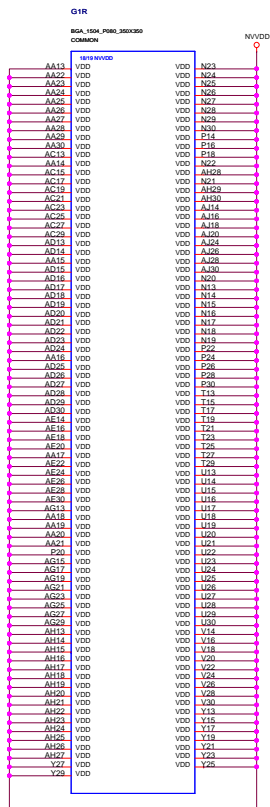 G1R
BGA_1504_P080_350X350
COMMON
NVVDD
18/19 NVVDD
AA13 VDD VDD N23
AA22 VDD VDD N24
AA23 VDD VDD N25
AA24 VDD VDD N26
AA25 VDD VDD N27
AA26 VDD VDD N28
AA27 VDD VDD N29
AA28 VDD VDD N30
AA29 VDD VDD P14
AA30 VDD VDD P16
AC13 VDD VDD P18
AA14 VDD VDD N22
AC15 VDD VDD AH28
AC17 VDD VDD N21
AC19 VDD VDD AH29
AC21 VDD VDD AH30
AC23 VDD VDD AJ14
AC25 VDD VDD AJ16
AC27 VDD VDD AJ18
AC29 VDD VDD AJ20
AD13 VDD VDD AJ24
AD14 VDD VDD AJ26
AA15 VDD VDD AJ28
AD15 VDD VDD AJ30
AD16 VDD VDD N20
AD17 VDD VDD N13
AD18 VDD VDD N14
AD19 VDD VDD N15
AD20 VDD VDD N16
AD21 VDD VDD N17
AD22 VDD VDD N18
AD23 VDD VDD N19
AD24 VDD VDD P22
AA16 VDD VDD P24
AD25 VDD VDD P26
AD26 VDD VDD P28
AD27 VDD VDD P30
AD28 VDD VDD T13
AD29 VDD VDD T15
AD30 VDD VDD T17
AE14 VDD VDD T19
AE16 VDD VDD T21
AE18 VDD VDD T23
AE20 VDD VDD T25
AA17 VDD VDD T27
AE22 VDD VDD T29
AE24 VDD VDD U13
AE26 VDD VDD U14
AE28 VDD VDD U15
AE30 VDD VDD U16
AG13 VDD VDD U17
AA18 VDD VDD U18
AA19 VDD VDD U19
AA20 VDD VDD U20
AA21 VDD VDD U21
P20 VDD VDD U22
AG15 VDD VDD U23
AG17 VDD VDD U24
AG19 VDD VDD U25
AG21 VDD VDD U26
AG23 VDD VDD U27
AG25 VDD VDD U28
AG27 VDD VDD U29
AG29 VDD VDD U30
AH13 VDD VDD V14
AH14 VDD VDD V16
AH15 VDD VDD V18
AH16 VDD VDD V20
AH17 VDD VDD V22
AH18 VDD VDD V24
AH19 VDD VDD V26
AH20 VDD VDD V28
AH21 VDD VDD V30
AH22 VDD VDD Y13
AH23 VDD VDD Y15
AH24 VDD VDD Y17
AH25 VDD VDD Y19
AH26 VDD VDD Y21
AH27 VDD VDD Y23
Y27 VDD VDD Y25
Y29 VDD